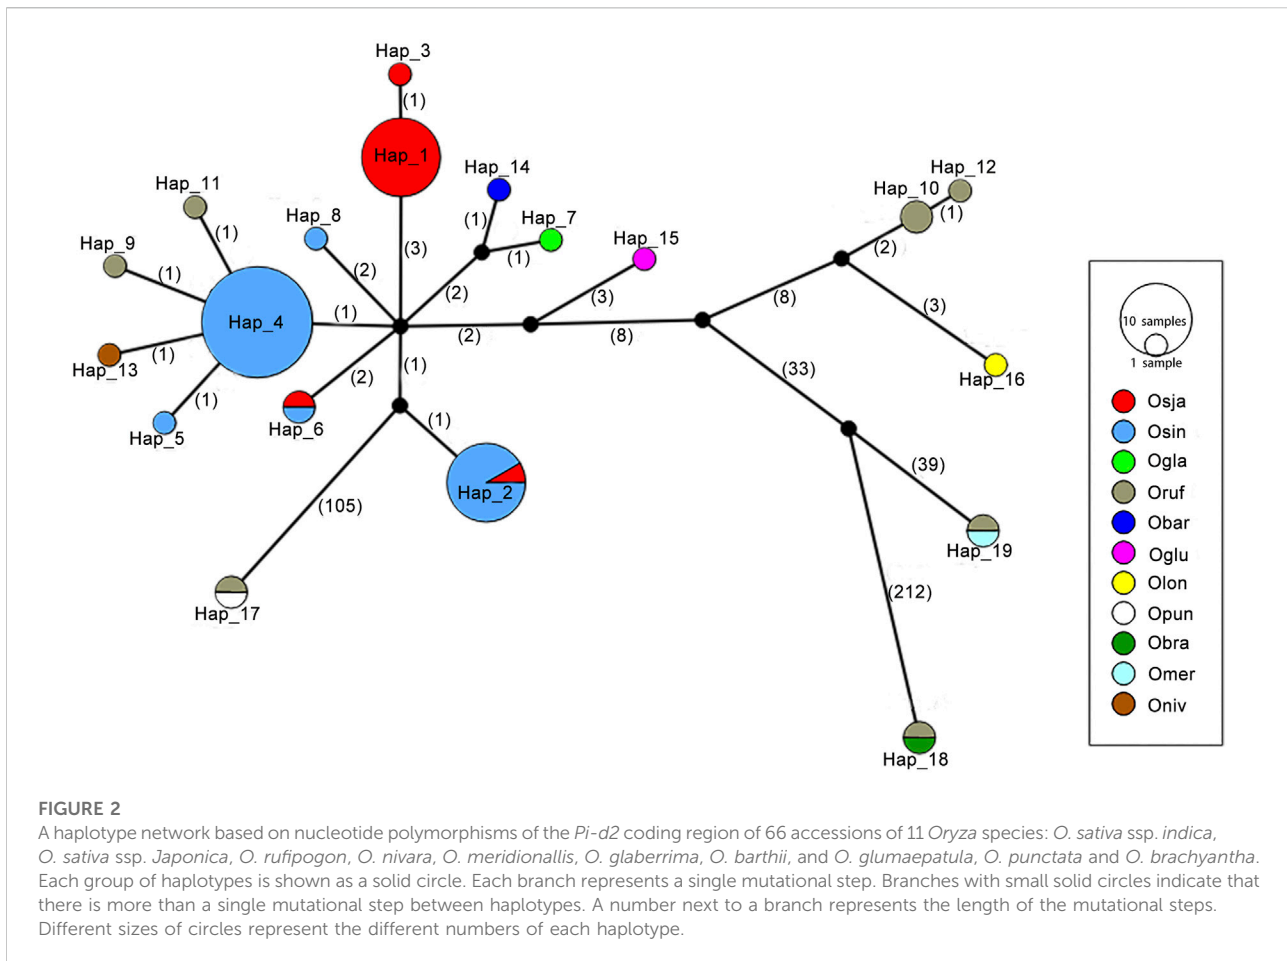 Hap_3
(1)
Hap_1
Hap_14
Hap_12
Hap_11
Hap_10
(1)
Hap_8
(1)
Hap_7
(1)
Hap_9
(3)
(1)
Hap_15
(2)
(1)
(2)
(2)
(3)
(8)
(3)
Hap_4
(1)
(2)
(8)
(1)
Hap_13
(1)
(2)
(33)
Hap_16
(1)
(1)
Hap_5
Hap_6
(39)
Hap_2
(105)
Hap_19
(212)
Hap_17
Hap_18
10 samples
1 sample
Osja
Osin
Ogla
Oruf
Obar
Oglu
Olon
Opun
Obra
Omer
Oniv
FIGURE 2
A haplotype network based on nucleotide polymorphisms of the Pi-d2 coding region of 66 accessions of 11 Oryza species: O. sativa ssp. indica,
O. sativa ssp. Japonica, O. rufipogon, O. nivara, O. meridionallis, O. glaberrima, O. barthii, and O. glumaepatula, O. punctata and O. brachyantha.
Each group of haplotypes is shown as a solid circle. Each branch represents a single mutational step. Branches with small solid circles indicate that
there is more than a single mutational step between haplotypes. A number next to a branch represents the length of the mutational steps.
Different sizes of circles represent the different numbers of each haplotype.